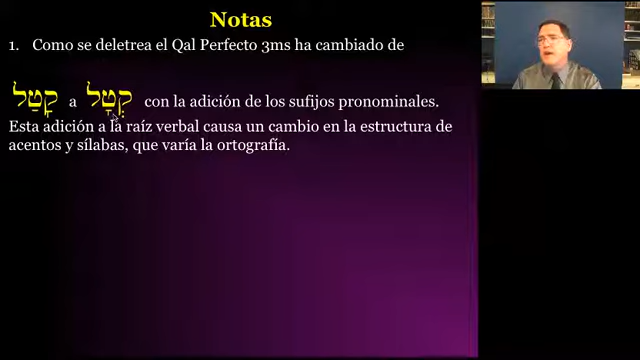 Notas
1. Como se deletrea el Qal Perfecto 3ms ha cambiado de
קָטַל a קְטָל con la adición de los sufijos pronominales.
Esta adición a la raíz verbal causa un cambio en la estructura de
acentos y sílabas, que varía la ortografía.